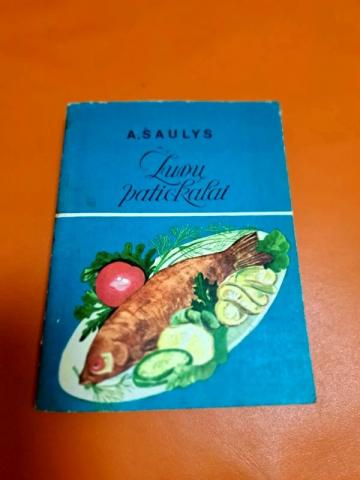 A. ŠAULYS
Žuvų
patiekalai